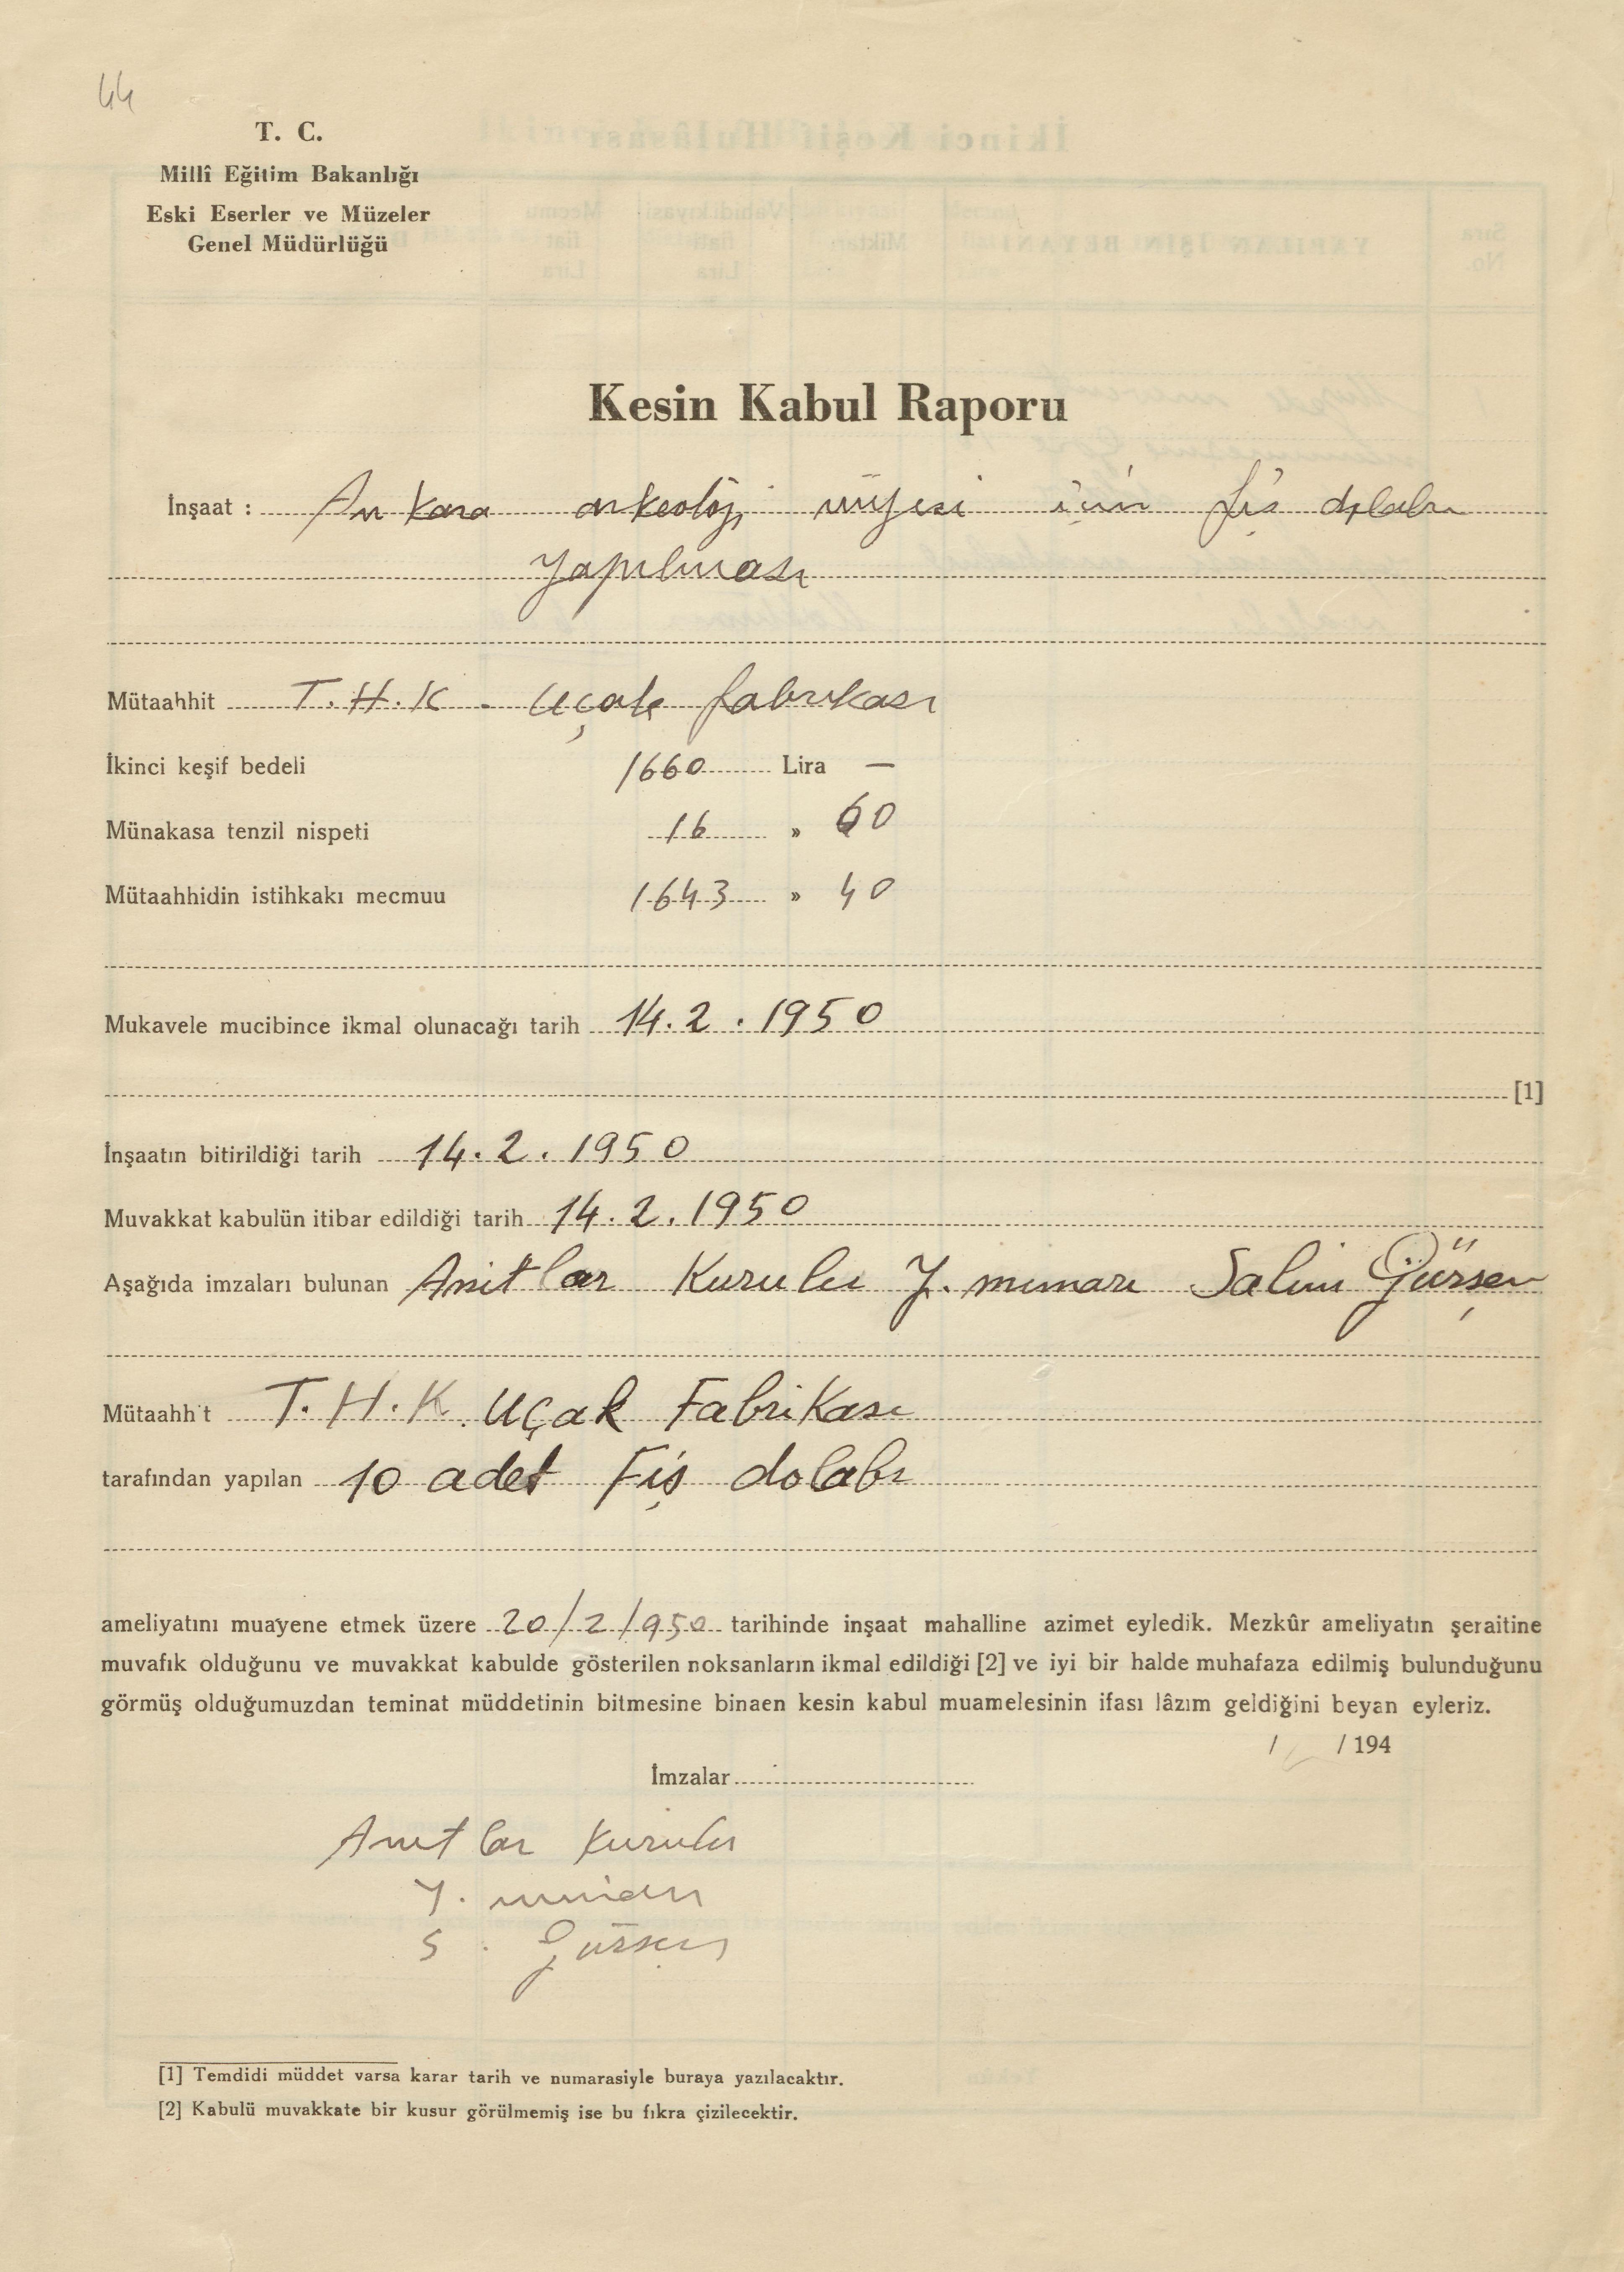 44
T. C.
Millî Eğitim Bakanlığı
Eski Eserler ve Müzeler
Genel Müdürlüğü
Kesin Kabul Raporu
İnşaat : Ankara arkeoloji müzesi için fiş dolabı
yapılması
Mütaahhit T.H.K. Uçak fabrikası
İkinci keşif bedeli 1660 Lira —
Münakasa tenzil nispeti 16 » 60
Mütaahhidin istihkakı mecmuu 1643 » 40
Mukavele mucibince ikmal olunacağı tarih 14.2.1950
[1]
İnşaatın bitirildiği tarih 14.2.1950
Muvakkat kabulün itibar edildiği tarih 14.2.1950
Aşağıda imzaları bulunan Anıtlar Kurulu Y. mimarı Salim Gürşen
Mütaahh t T.H.K. Uçak Fabrikası
tarafından yapılan 10 adet Fiş dolabı
ameliyatını muayene etmek üzere 20/2/950 tarihinde inşaat mahalline azimet eyledik. Mezkûr ameliyatın şeraitine
muvafık olduğunu ve muvakkat kabulde gösterilen noksanların ikmal edildiği [2] ve iyi bir halde muhafaza edilmiş bulunduğunu
görmüş olduğumuzdan teminat müddetinin bitmesine binaen kesin kabul muamelesinin ifası lâzım geldiğini beyan eyleriz.
/ / 194
İmzalar
Anıtlar Kurulu
Y. mimarı
S. Gürşen
[1] Temdidi müddet varsa karar tarih ve numarasiyle buraya yazılacaktır.
[2] Kabulü muvakkate bir kusur görülmemiş ise bu fıkra çizilecektir.